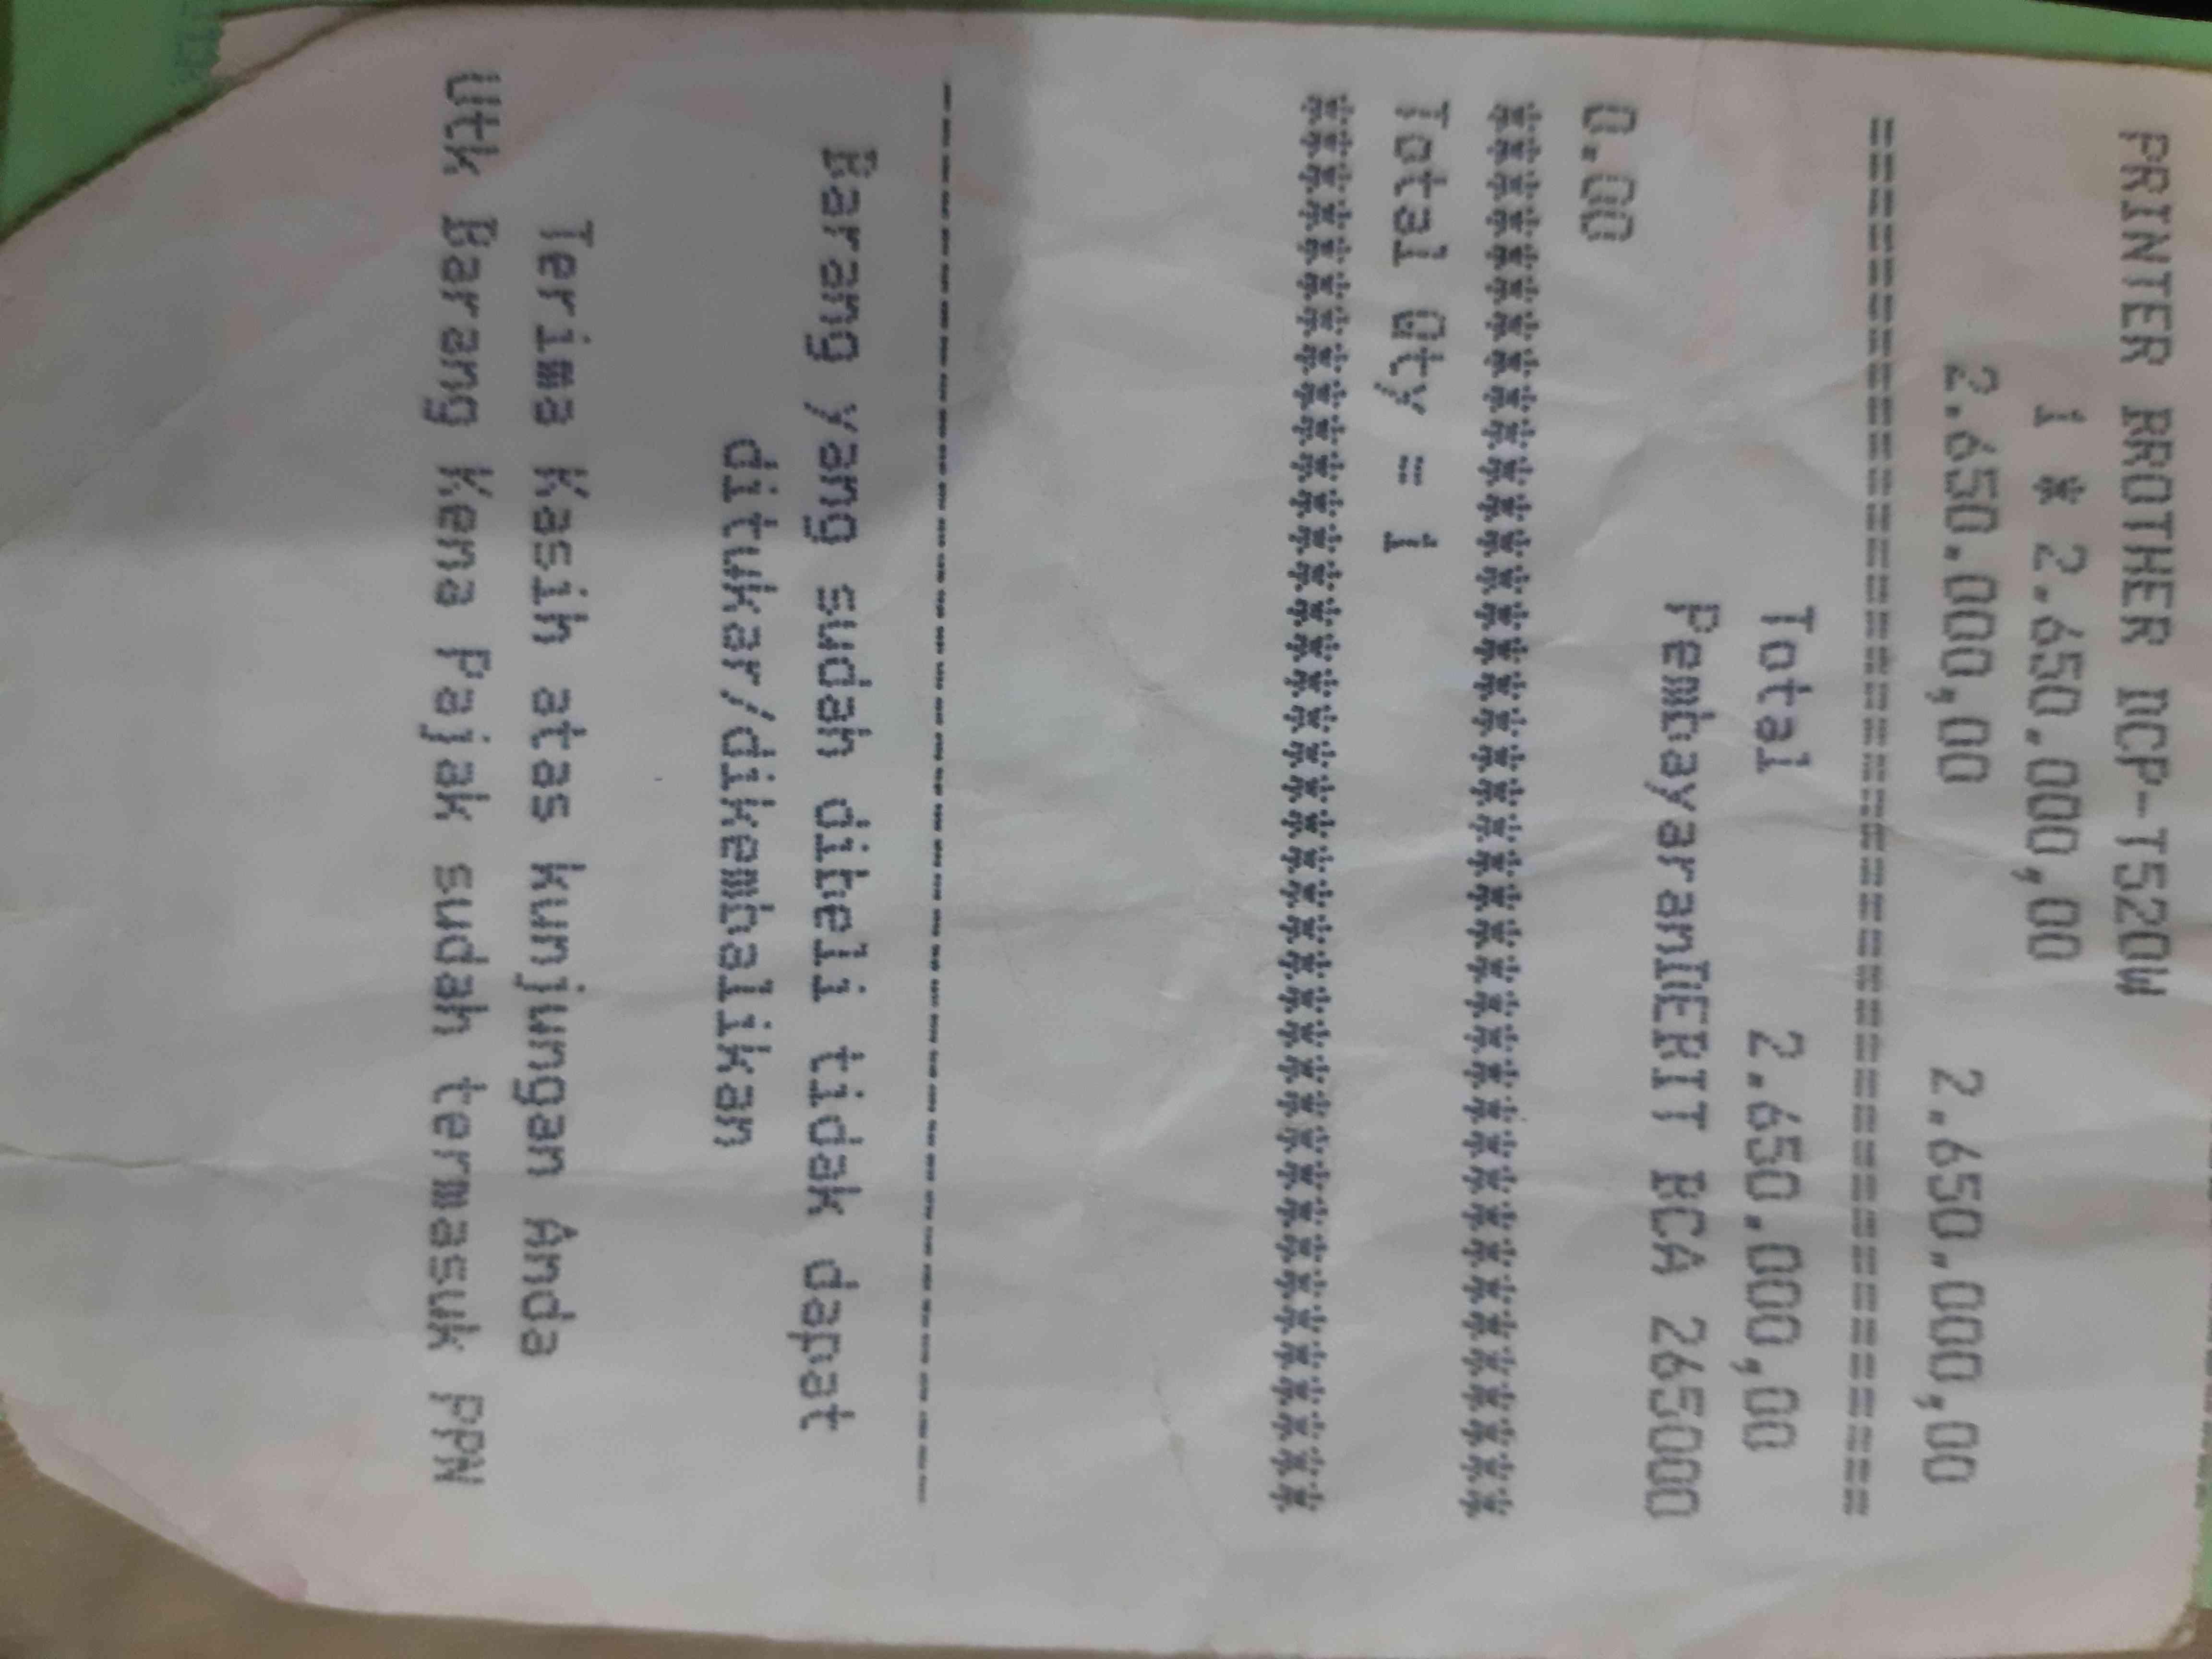 PRINTER BROTHER DCP-T520W
1 * 2.650.000,00
2.650.000,00 2.650.000,00
========================================
Total 2.650.000,00
PembayaranDEBIT BCA 265000
0.00
****************************************
Total Qty = 1
****************************************
----------------------------------------
Barang yang sudah dibeli tidak dapat
ditukar/dikembalikan
Terima Kasih atas kunjungan Anda
Utk Barang Kena Pajak sudah termasuk PPN